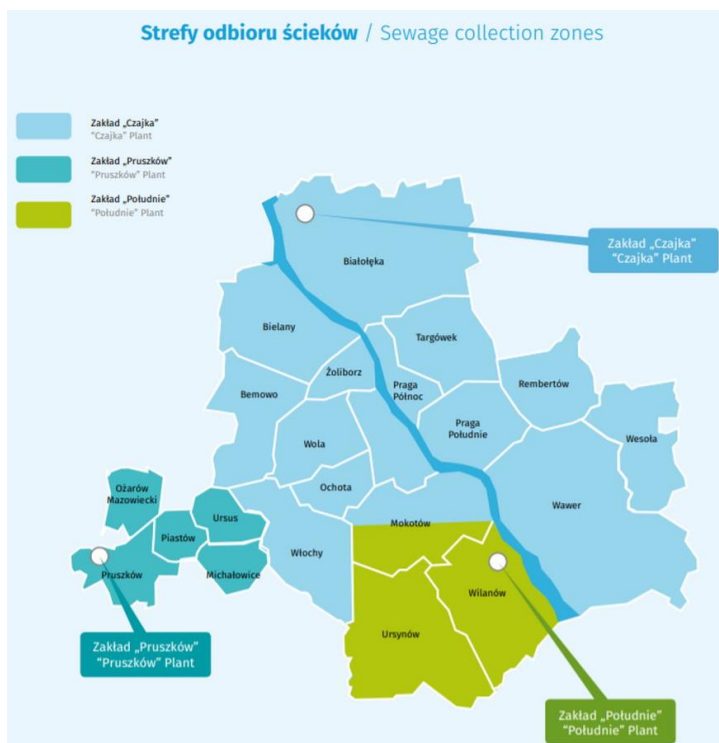 Strefy odbioru ścieków / Sewage collection zones
Zakład „Czajka”
“Czajka” Plant
Zakład „Pruszków”
“Pruszków” Plant
Zakład „Południe”
“Południe” Plant
Zakład „Czajka”
“Czajka” Plant
Białołęka
Bielany
Targówek
Żoliborz
Rembertów
Praga
Północ
Bemowo
Praga
Południe
Wesoła
Wola
Ochota
Ożarów
Mazowiecki
Wawer
Ursus
Mokotów
Piastów
Włochy
Pruszków
Michałowice
Wilanów
Ursynów
Zakład „Pruszków”
“Pruszków” Plant
Zakład „Południe”
“Południe” Plant